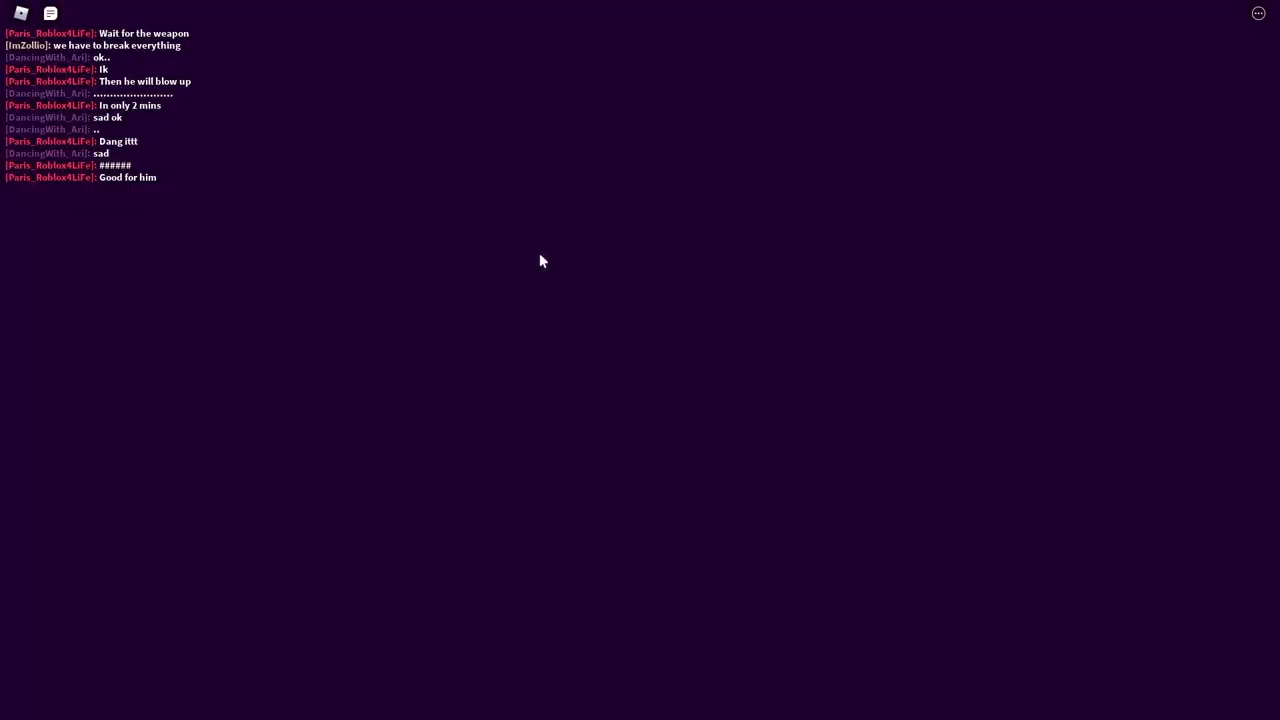 [Paris_Roblox4LiFe]: Wait for the weapon
[ImZollio]: we have to break everything
[DancingWith_Ari]: ok..
[Paris_Roblox4LiFe]: Ik
[Paris_Roblox4LiFe]: Then he will blow up
[DancingWith_Ari]: ........................
[Paris_Roblox4LiFe]: In only 2 mins
[DancingWith_Ari]: sad ok
[DancingWith_Ari]: ..
[Paris_Roblox4LiFe]: Dang ittt
[DancingWith_Ari]: sad
[Paris_Roblox4LiFe]: ######
[Paris_Roblox4LiFe]: Good for him